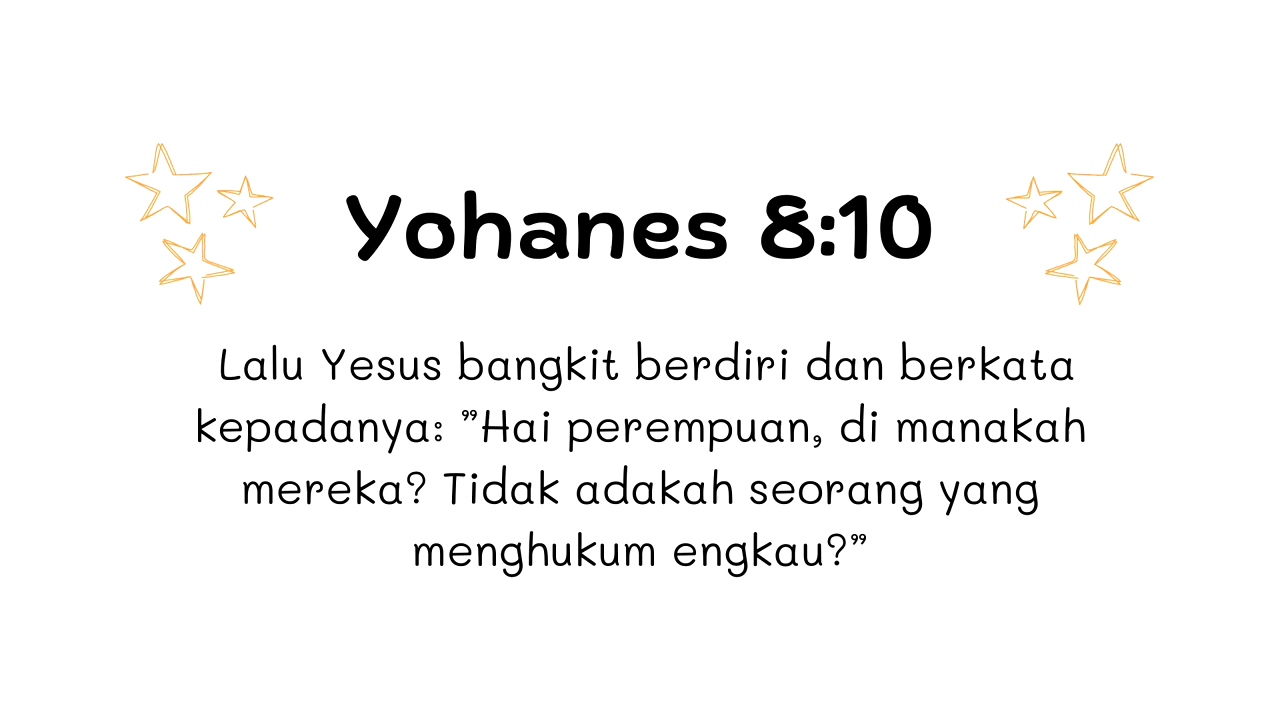 Yohanes 8:10
Lalu Yesus bangkit berdiri dan berkata
kepadanya: ”Hai perempuan, di manakah
mereka? Tidak adakah seorang yang
menghukum engkau?”